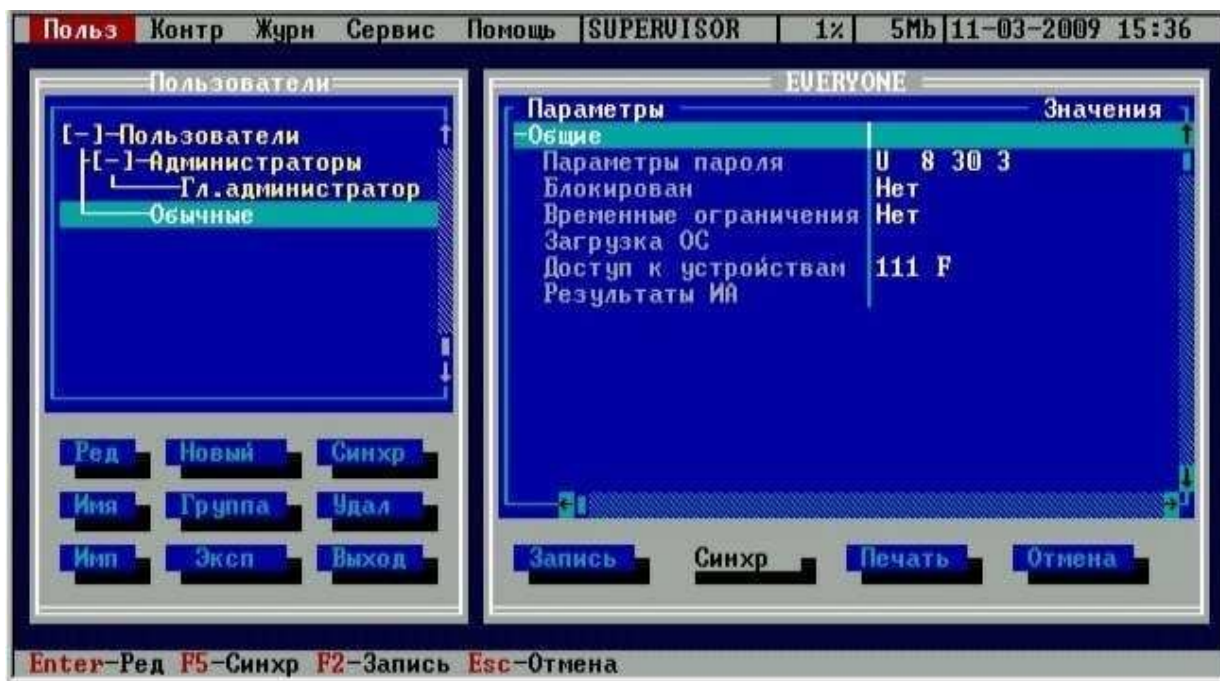 Польз Контр Журн Сервис Помощь SUPERVISOR 1% 5Mb 11-03-2009 15:36
Пользователи
[-]-Пользователи
[-]-Администраторы
Гл.администратор
Обычные
Ред Новый Синхр
Имя Группа Удал
Имп Эксп Выход
EVERYONE
Параметры Значения
-Общие
Параметры пароля U 8 30 3
Блокирован Нет
Временные ограничения Нет
Загрузка ОС
Доступ к устройствам 111 F
Результаты ИА
Запись Синхр Печать Отмена
Enter-Ред F5-Синхр F2-Запись Esc-Отмена